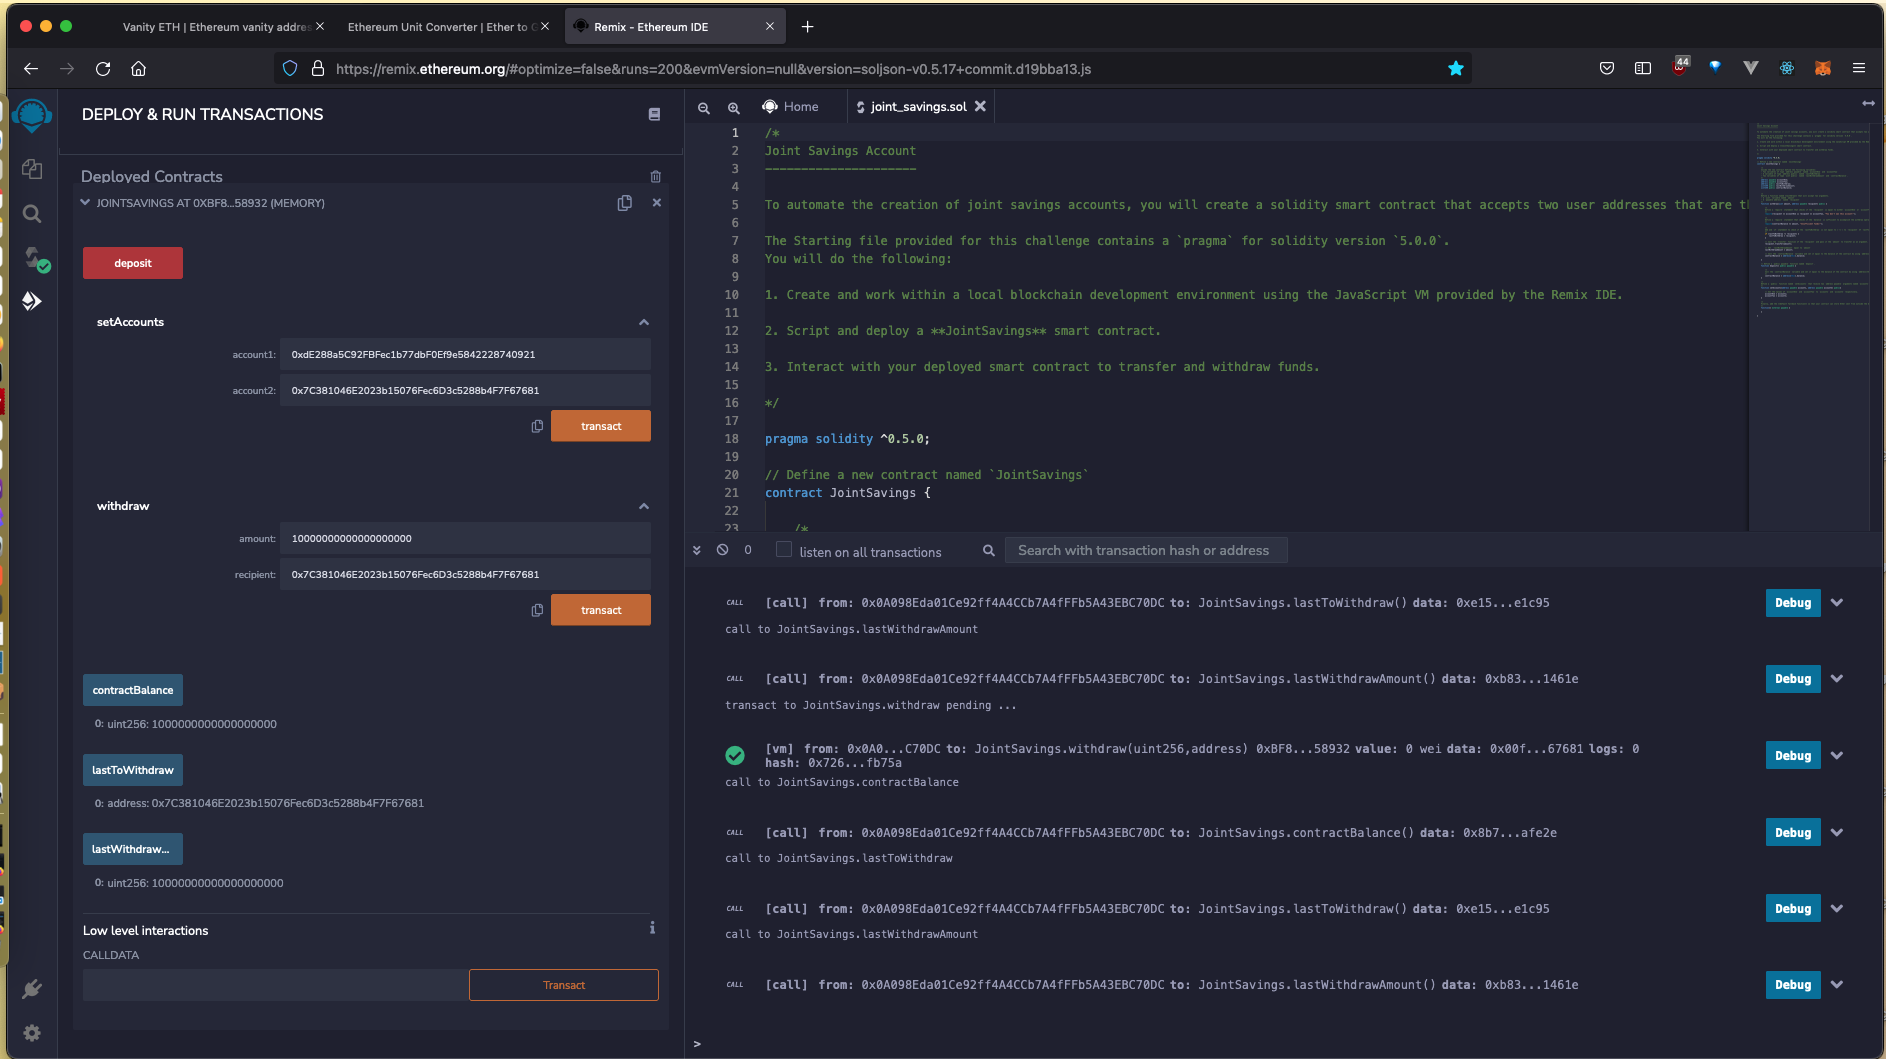 Vanity ETH | Ethereum vanity addres
Ethereum Unit Converter | Ether to G
Remix - Ethereum IDE
https://remix.ethereum.org/#optimize=false&runs=200&evmVersion=null&version=soljson-v0.5.17+commit.d19bba13.js
44
DEPLOY & RUN TRANSACTIONS
Deployed Contracts
JOINTSAVINGS AT 0XBF8...58932 (MEMORY)
deposit
setAccounts
account1: 0xdE288a5C92FBFec1b77dbF0Ef9e5842228740921
account2: 0x7C381046E2023b15076Fec6D3c5288b4F7F67681
transact
withdraw
amount: 10000000000000000000
recipient: 0x7C381046E2023b15076Fec6D3c5288b4F7F67681
transact
contractBalance
0: uint256: 1000000000000000000
lastToWithdraw
0: address: 0x7C381046E2023b15076Fec6D3c5288b4F7F67681
lastWithdraw...
0: uint256: 10000000000000000000
Low level interactions
CALLDATA
Transact
Home
joint_savings.sol
1 /*
2 Joint Savings Account
3 ---------------------
4
5 To automate the creation of joint savings accounts, you will create a solidity smart contract that accepts two user addresses that are t
6
7 The Starting file provided for this challenge contains a `pragma` for solidity version `5.0.0`.
8 You will do the following:
9
10 1. Create and work within a local blockchain development environment using the JavaScript VM provided by the Remix IDE.
11
12 2. Script and deploy a **JointSavings** smart contract.
13
14 3. Interact with your deployed smart contract to transfer and withdraw funds.
15
16 */
17
18 pragma solidity ^0.5.0;
19
20 // Define a new contract named `JointSavings`
21 contract JointSavings {
22
23 /*
0
listen on all transactions
Search with transaction hash or address
CALL [call] from: 0x0A098Eda01Ce92ff4A4CCb7A4fFFb5A43EBC70DC to: JointSavings.lastToWithdraw() data: 0xe15...e1c95 Debug
call to JointSavings.lastWithdrawAmount
CALL [call] from: 0x0A098Eda01Ce92ff4A4CCb7A4fFFb5A43EBC70DC to: JointSavings.lastWithdrawAmount() data: 0xb83...1461e Debug
transact to JointSavings.withdraw pending ...
[vm] from: 0x0A0...C70DC to: JointSavings.withdraw(uint256,address) 0xBF8...58932 value: 0 wei data: 0x00f...67681 logs: 0 Debug
hash: 0x726...fb75a
call to JointSavings.contractBalance
CALL [call] from: 0x0A098Eda01Ce92ff4A4CCb7A4fFFb5A43EBC70DC to: JointSavings.contractBalance() data: 0x8b7...afe2e Debug
call to JointSavings.lastToWithdraw
CALL [call] from: 0x0A098Eda01Ce92ff4A4CCb7A4fFFb5A43EBC70DC to: JointSavings.lastToWithdraw() data: 0xe15...e1c95 Debug
call to JointSavings.lastWithdrawAmount
CALL [call] from: 0x0A098Eda01Ce92ff4A4CCb7A4fFFb5A43EBC70DC to: JointSavings.lastWithdrawAmount() data: 0xb83...1461e Debug
>